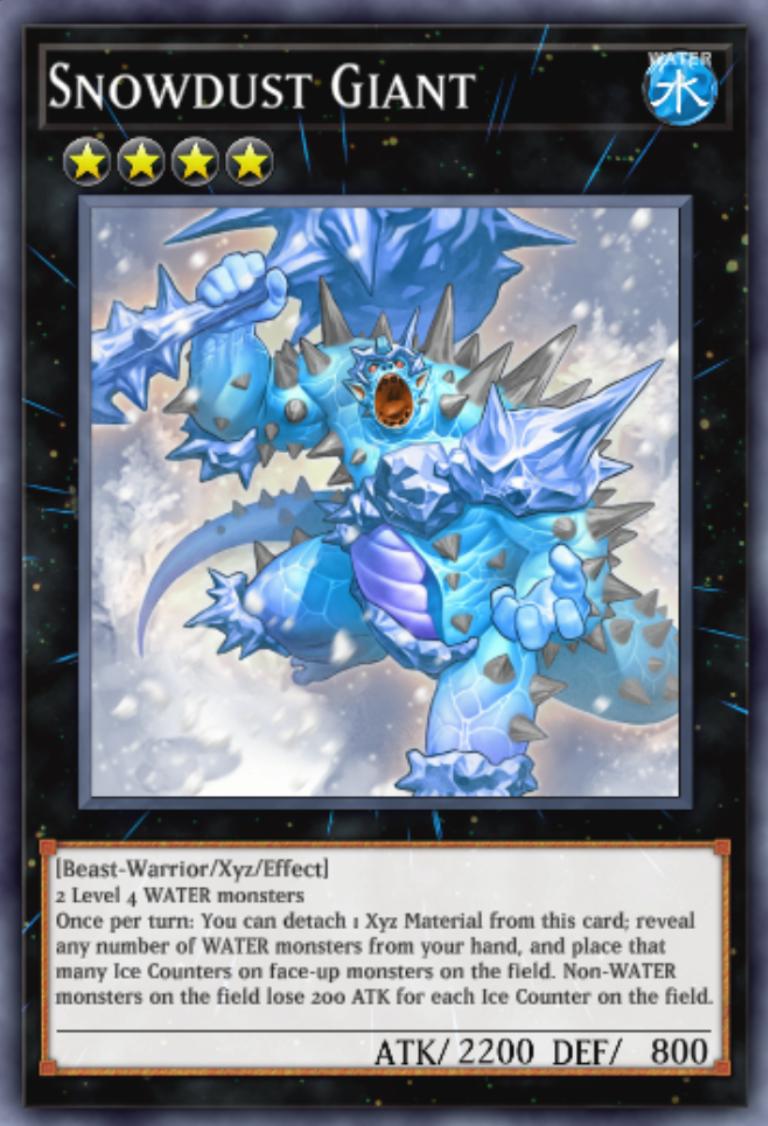 Snowdust Giant
WATER
水
[Beast-Warrior/Xyz/Effect]
2 Level 4 WATER monsters
Once per turn: You can detach 1 Xyz Material from this card; reveal
any number of WATER monsters from your hand, and place that
many Ice Counters on face-up monsters on the field. Non-WATER
monsters on the field lose 200 ATK for each Ice Counter on the field.
ATK/ 2200 DEF/ 800